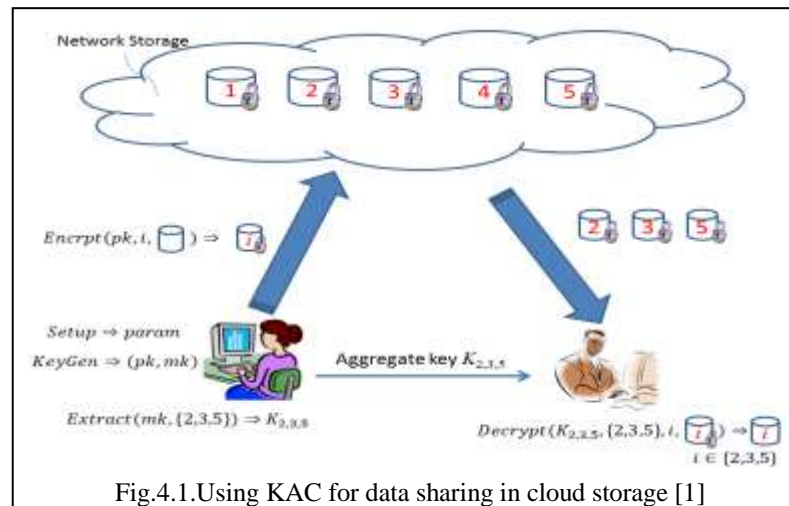 Network Storage
1 2 3 4 5
Encrpt(pk, i, ) ⇒ i
2 3 5
Setup ⇒ param
KeyGen ⇒ (pk, mk)
Aggregate key K2,3,5
Extract(mk, {2,3,5}) ⇒ K2,3,5
Decrypt(K2,3,5, {2,3,5}, i, i ) ⇒ i
i ∈ {2,3,5}
Fig.4.1.Using KAC for data sharing in cloud storage [1]